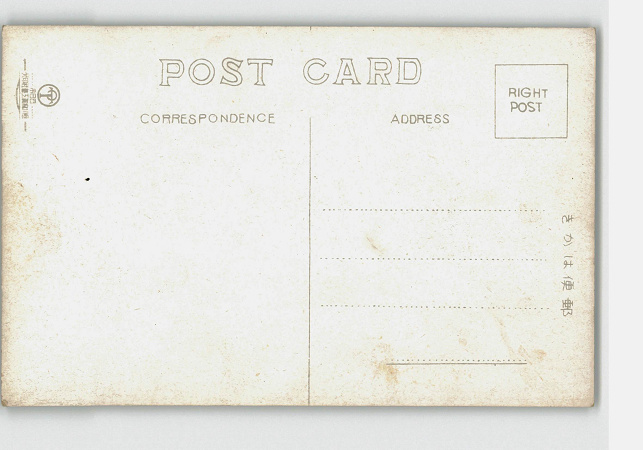 POST CARD
CORRESPONDENCE
ADDRESS
RIGHT
POST
きかは便郵